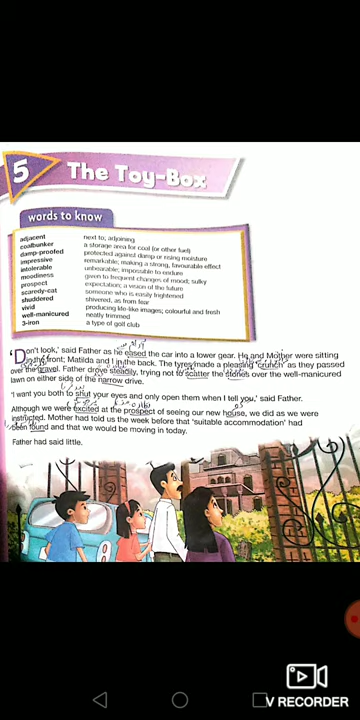 5
The Toy-Box
words to know
adjacent next to, adjoining
coalbunker a storage area for coal (or other fuel)
damp-proofed protected against damp or rising moisture
impressive remarkable; making a strong, favourable effect
intolerable unbearable; impossible to endure
moodiness given to frequent changes of mood; sulky
prospect expectation; a vision of the future
scaredy-cat someone who is easily frightened
shuddered shivered, as from fear
vivid producing life-like images; colourful and fresh
well-manicured neatly trimmed
3-iron a type of golf club
'Don't look,' said Father as he eased the car into a lower gear. He and Mother were sitting
in front; Matilda and I in the back. The tyres made a pleasing 'crunch' as they passed
over the gravel. Father drove steadily, trying not to scatter the stones over the well-manicured
lawn on either side of the narrow drive.
'I want you both to shut your eyes and only open them when I tell you,' said Father.
Although we were excited at the prospect of seeing our new house, we did as we were
instructed. Mother had told us the week before that 'suitable accommodation' had
been found and that we would be moving in today.
Father had said little.
V RECORDER